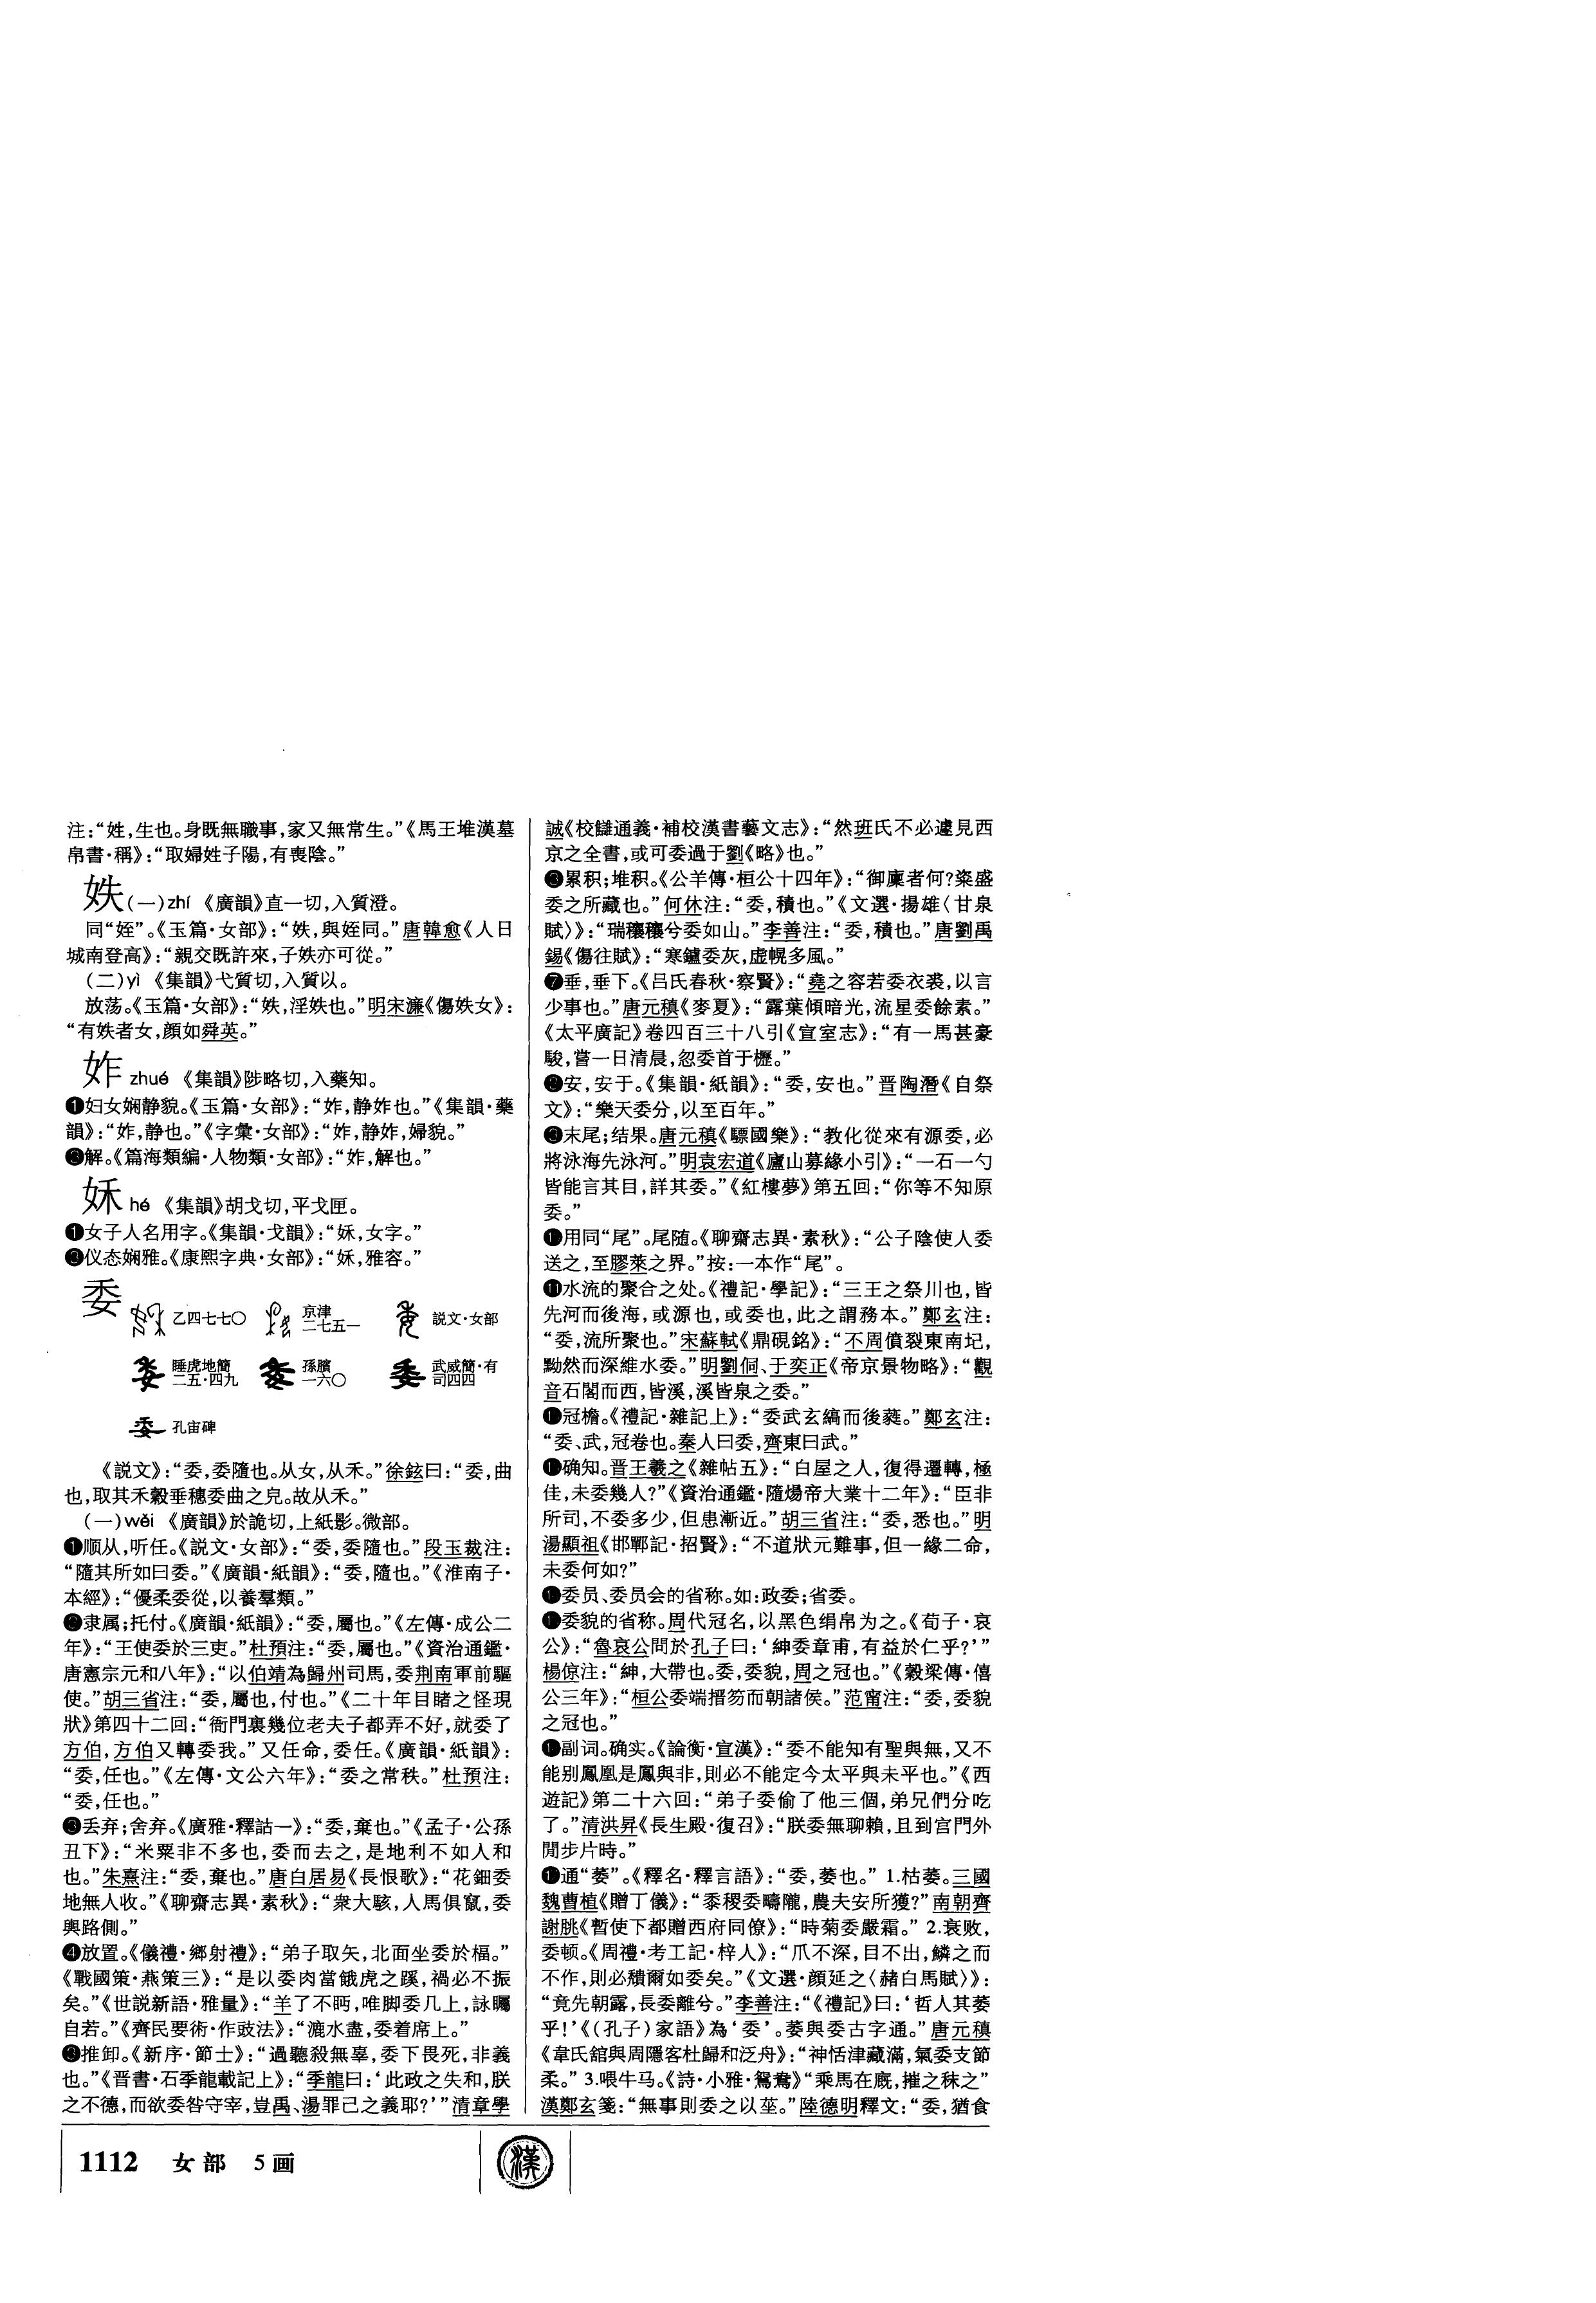 注:“姓,生也。身既無職事,家又無常生。”《馬王堆漢墓
帛書·稱》:“取婦姓子陽,有喪陰。”
妷(一)zhí 《廣韻》直一切,入質澄。
同“姪”。《玉篇·女部》:“妷,與姪同。”唐韓愈《人日
城南登高》:“親交既許來,子妷亦可從。”
(二)yì 《集韻》弋質切,入質以。
放荡。《玉篇·女部》:“妷,淫妷也。”明宋濂《傷妷女》:
“有妷者女,顔如舜英。”
妰 zhuó 《集韻》陟略切,入藥知。
❶妇女娴静貌。《玉篇·女部》:“妰,静妰也。”《集韻·藥
韻》:“妰,静也。”《字彙·女部》:“妰,静妰,婦貌。”
❸解。《篇海類編·人物類·女部》:“妰,解也。”
妚 hé 《集韻》胡戈切,平戈匣。
❶女子人名用字。《集韻·戈韻》:“,女字。”
❸仪态娴雅。《康熙字典·女部》:“,雅容。”
委
乙四七七〇 京津二七五一 説文·女部
睡虎地簡二五·四九 孫臏一六〇 武威簡·有司四四
孔宙碑
《説文》:“委,委隨也。从女,从禾。”徐鉉曰:“委,曲
也,取其禾穀垂穗委曲之皃。故从禾。”
(一)wěi 《廣韻》於詭切,上紙影。微部。
❶顺从,听任。《説文·女部》:“委,委隨也。”段玉裁注:
“隨其所如曰委。”《廣韻·紙韻》:“委,隨也。”《淮南子·
本經》:“優柔委從,以養羣類。”
❷隶属;托付。《廣韻·紙韻》:“委,屬也。”《左傳·成公二
年》:“王使委於三吏。”杜預注:“委,屬也。”《資治通鑑·
唐憲宗元和八年》:“以伯靖為歸州司馬,委荆南軍前驅
使。”胡三省注:“委,屬也,付也。”《二十年目睹之怪現
狀》第四十二回:“衙門裏幾位老夫子都弄不好,就委了
方伯,方伯又轉委我。”又任命,委任。《廣韻·紙韻》:
“委,任也。”《左傳·文公六年》:“委之常秩。”杜預注:
“委,任也。”
❸丢弃;舍弃。《廣雅·釋詁一》:“委,棄也。”《孟子·公孫
丑下》:“米粟非不多也,委而去之,是地利不如人和
也。”朱熹注:“委,棄也。”唐白居易《長恨歌》:“花鈿委
地無人收。”《聊齋志異·素秋》:“衆大駭,人馬俱竄,委
輿路側。”
❹放置。《儀禮·鄉射禮》:“弟子取矢,北面坐委於楅。”
《戰國策·燕策三》:“是以委肉當餓虎之蹊,禍必不振
矣。”《世説新語·雅量》:“羊了不眄,唯脚委几上,詠矚
自若。”《齊民要術·作豉法》:“漉水盡,委着席上。”
❸推卸。《新序·節士》:“過聽殺無辜,委下畏死,非義
也。”《晋書·石季龍載記上》:“季龍曰:‘此政之失和,朕
之不德,而欲委咎守宰,豈禹、湯罪己之義耶?’”清章學
誠《校讎通義·補校漢書藝文志》:“然班氏不必遽見西
京之全書,或可委過于劉《略》也。”
❸累积;堆积。《公羊傳·桓公十四年》:“御廩者何?粢盛
委之所藏也。”何休注:“委,積也。”《文選·揚雄〈甘泉
賦〉》:“瑞穰穰兮委如山。”李善注:“委,積也。”唐劉禹
錫《傷往賦》:“寒鑪委灰,虚幌多風。”
❼垂,垂下。《吕氏春秋·察賢》:“堯之容若委衣裘,以言
少事也。”唐元稹《麥夏》:“露葉傾暗光,流星委餘素。”
《太平廣記》卷四百三十八引《宣室志》:“有一馬甚豪
駿,嘗一日清晨,忽委首于櫪。”
❷安,安于。《集韻·紙韻》:“委,安也。”晋陶潛《自祭
文》:“樂天委分,以至百年。”
❸末尾;结果。唐元稹《驃國樂》:“教化從來有源委,必
將泳海先泳河。”明袁宏道《廬山募緣小引》:“一石一勺
皆能言其目,詳其委。”《紅樓夢》第五回:“你等不知原
委。”
❶用同“尾”。尾随。《聊齋志異·素秋》:“公子陰使人委
送之,至膠萊之界。”按:一本作“尾”。
⓫水流的聚合之处。《禮記·學記》:“三王之祭川也,皆
先河而後海,或源也,或委也,此之謂務本。”鄭玄注:
“委,流所聚也。”宋蘇軾《鼎硯銘》:“不周僨裂東南圮,
黝然而深維水委。”明劉侗、于奕正《帝京景物略》:“觀
音石閣而西,皆溪,溪皆泉之委。”
❶冠檐。《禮記·雜記上》:“委武玄縞而後蕤。”鄭玄注:
“委、武,冠卷也。秦人曰委,齊東曰武。”
❶确知。晋王羲之《雜帖五》:“白屋之人,復得遷轉,極
佳,未委幾人?”《資治通鑑·隋煬帝大業十二年》:“臣非
所司,不委多少,但患漸近。”胡三省注:“委,悉也。”明
湯顯祖《邯鄲記·招賢》:“不道狀元難事,但一緣二命,
未委何如?”
❶委员、委员会的省称。如:政委;省委。
❶委貌的省称。周代冠名,以黑色绢帛为之。《荀子·哀
公》:“魯哀公問於孔子曰:‘紳委章甫,有益於仁乎?’”
楊倞注:“紳,大帶也。委,委貌,周之冠也。”《穀梁傳·僖
公三年》:“桓公委端搢笏而朝諸侯。”范甯注:“委,委貌
之冠也。”
❶副词。确实。《論衡·宣漢》:“委不能知有聖與無,又不
能别鳳凰是鳳與非,則必不能定今太平與未平也。”《西
遊記》第二十六回:“弟子委偷了他三個,弟兄們分吃
了。”清洪昇《長生殿·復召》:“朕委無聊賴,且到宫門外
閒步片時。”
❶通“萎”。《釋名·釋言語》:“委,萎也。” 1.枯萎。三國
魏曹植《贈丁儀》:“黍稷委疇隴,農夫安所獲?”南朝齊
謝朓《暫使下都贈西府同僚》:“時菊委嚴霜。” 2.衰败,
委顿。《周禮·考工記·梓人》:“爪不深,目不出,鱗之而
不作,則必穨爾如委矣。”《文選·顔延之〈赭白馬賦〉》:
“竟先朝露,長委離兮。”李善注:“《禮記》曰:‘哲人其萎
乎!’《(孔子)家語》為‘委’。萎與委古字通。”唐元稹
《韋氏舘與周隱客杜歸和泛舟》:“神恬津藏滿,氣委支節
柔。” 3.喂牛马。《詩·小雅·鴛鴦》“乘馬在廄,摧之秣之”
漢鄭玄箋:“無事則委之以莝。”陸德明釋文:“委,猶食
1112 女部 5画
漢